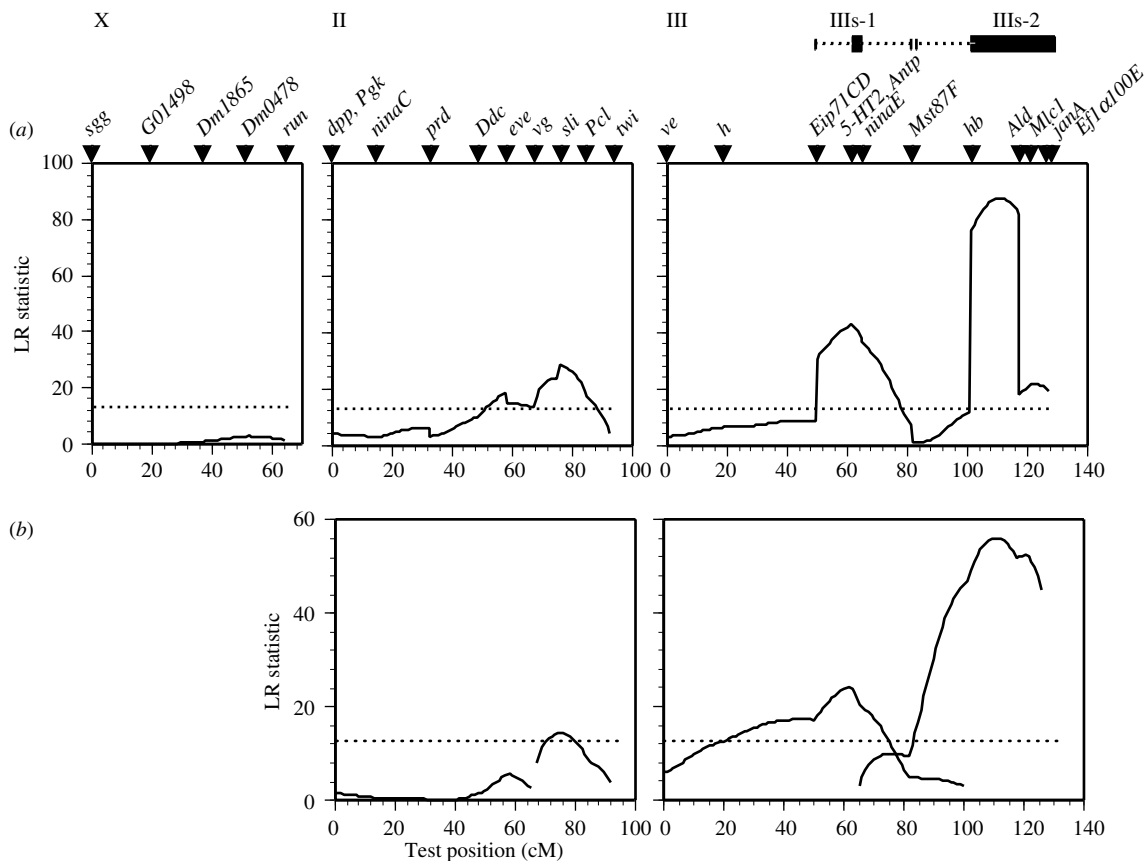 X II III IIIs-1 IIIs-2
(a) sgg G01498 Dm1865 Dm0478 run dpp, Pgk ninaC prd Ddc eve vg sli Pcl twi ve h Eip71CD 5-HT2, Antp ninaE Mst87F hb Ald Mlc1 janA Ef1α100E
100
80
60
40
20
0
LR statistic
0 20 40 60 0 20 40 60 80 100 0 20 40 60 80 100 120 140
(b)
60
40
20
0
LR statistic
0 20 40 60 80 100 0 20 40 60 80 100 120 140
Test position (cM)